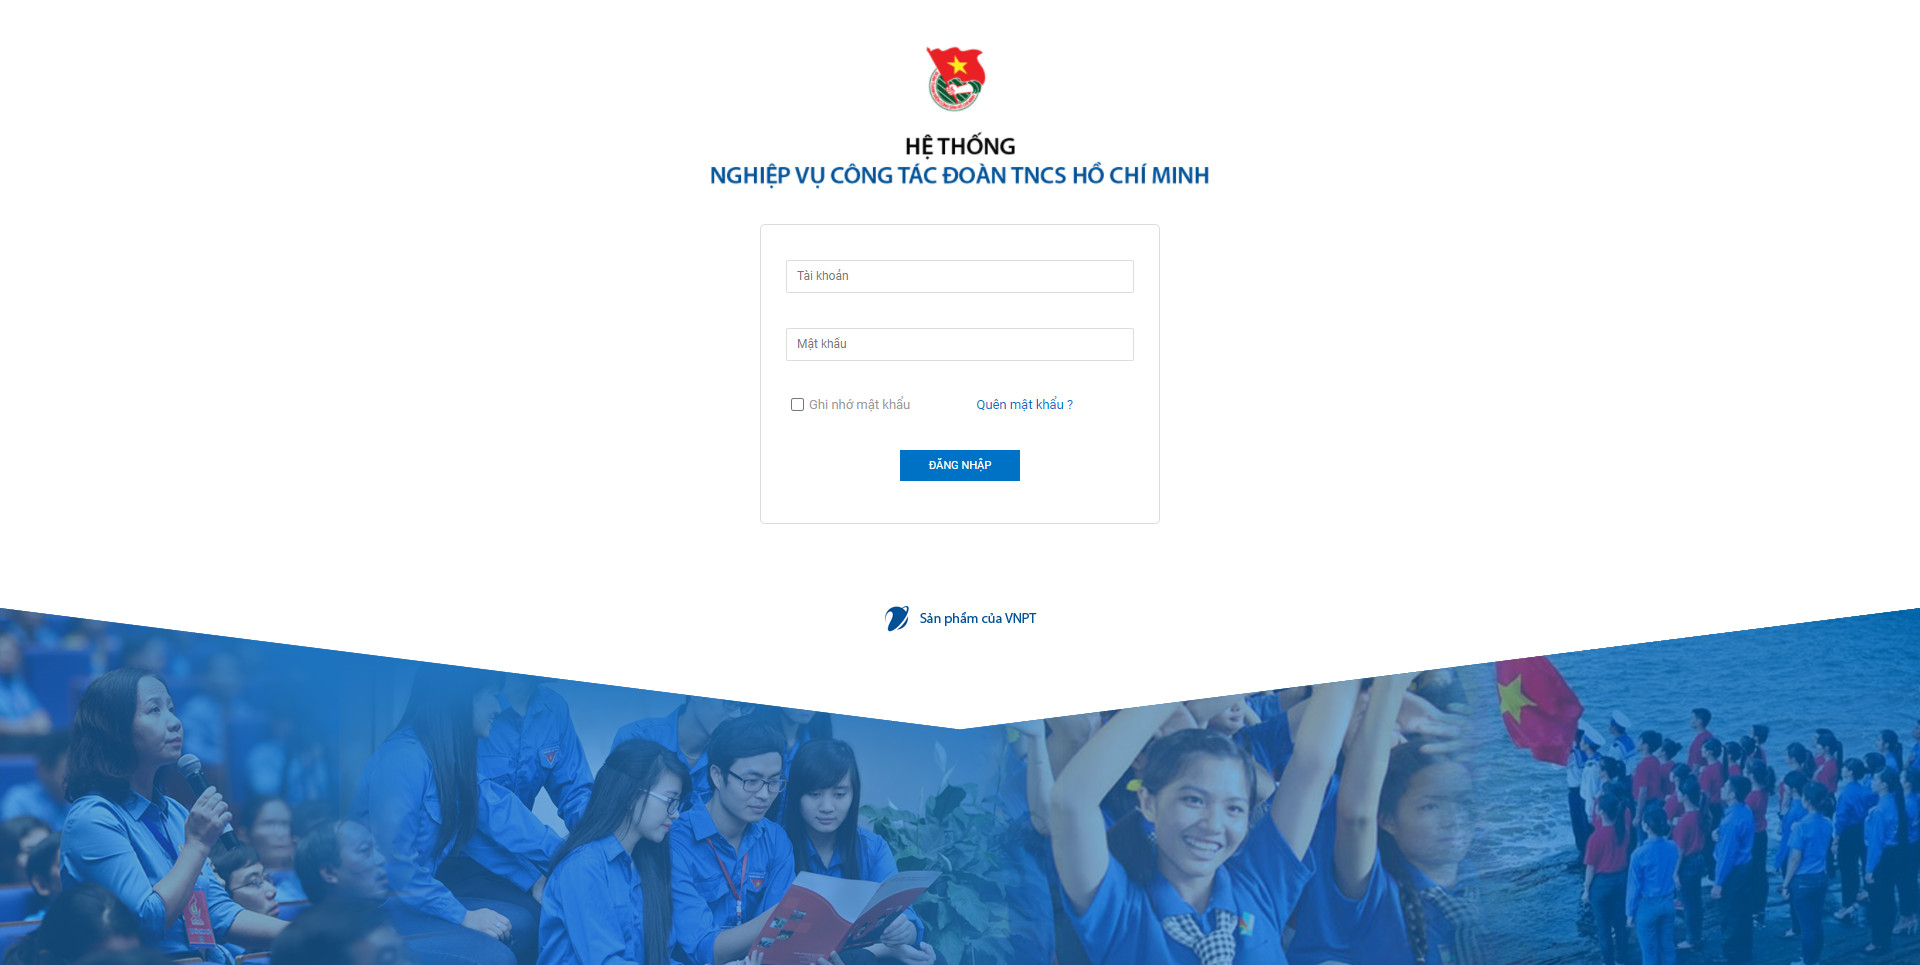 HỆ THỐNG
NGHIỆP VỤ CÔNG TÁC ĐOÀN TNCS HỒ CHÍ MINH
Tài khoản
Mật khẩu
Ghi nhớ mật khẩu
Quên mật khẩu ?
ĐĂNG NHẬP
Sản phẩm của VNPT